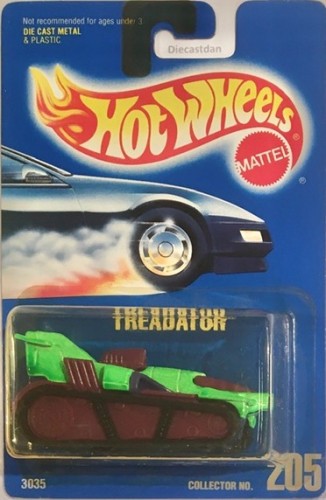 Not recommended for ages under 3.
DIE CAST METAL
& PLASTIC
Diecastdan
HOT WHEELS
®
MATTEL
®
TREADATOR
3035
COLLECTOR NO. 205